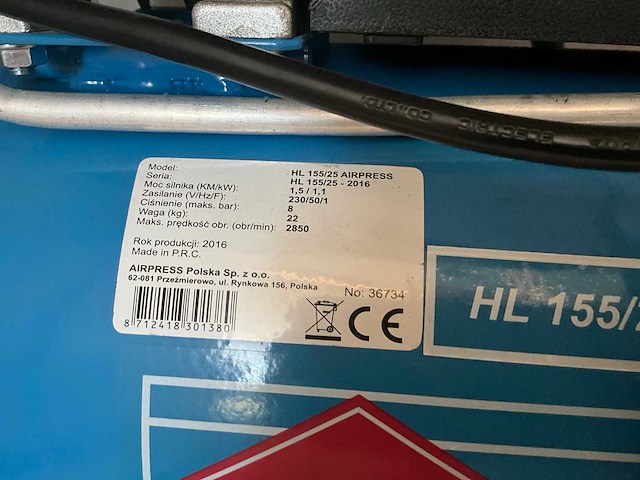 ELECTRIC CO.,LTD.
Model: HL 155/25 AIRPRESS
Seria: HL 155/25 - 2016
Moc silnika (KM/kW): 1,5 / 1,1
Zasilanie (V/Hz/F): 230/50/1
Ciśnienie (maks. bar): 8
Waga (kg): 22
Maks. prędkość obr. (obr/min): 2850
Rok produkcji: 2016
Made in P.R.C.
AIRPRESS Polska Sp. z o.o.
62-081 Przeźmierowo, ul. Rynkowa 156, Polska
No: 36734
8 712418 301380
CE
HL 155/